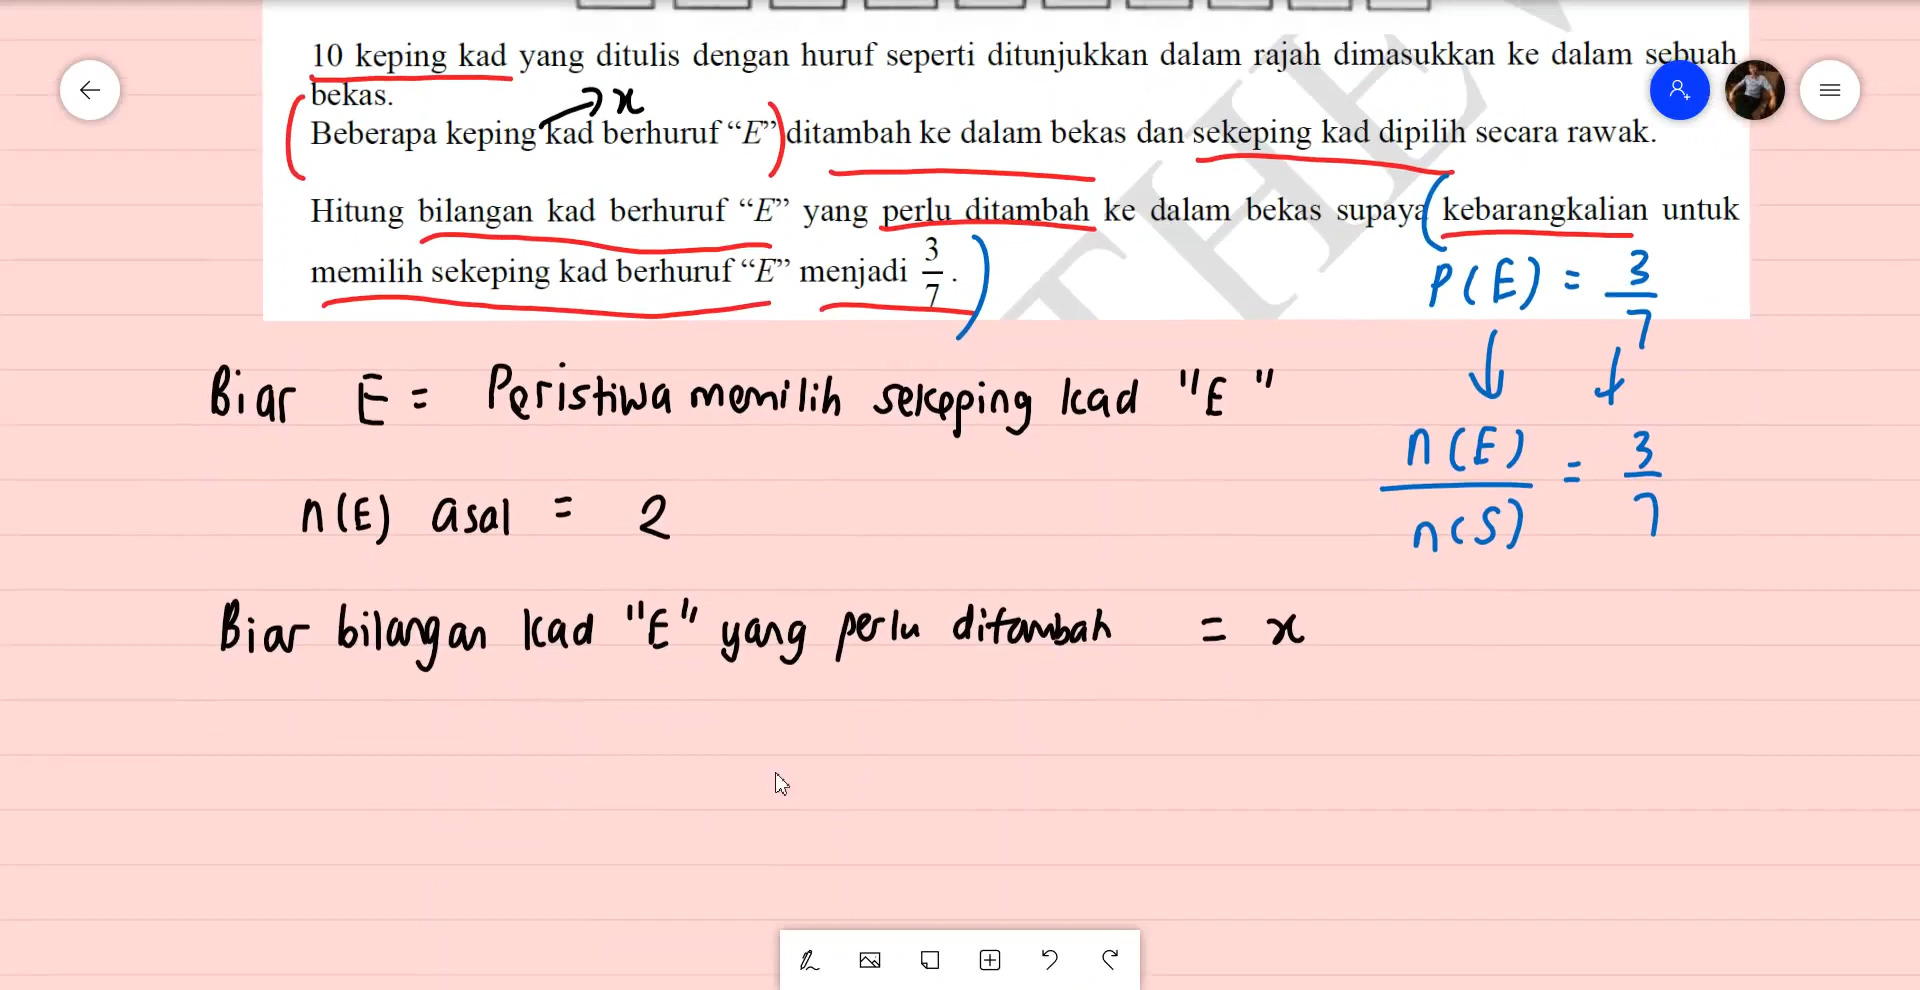 10 keping kad yang ditulis dengan huruf seperti ditunjukkan dalam rajah dimasukkan ke dalam sebuah
bekas.
x
Beberapa keping kad berhuruf “E” ditambah ke dalam bekas dan sekeping kad dipilih secara rawak.
Hitung bilangan kad berhuruf “E” yang perlu ditambah ke dalam bekas supaya kebarangkalian untuk
memilih sekeping kad berhuruf “E” menjadi 3/7.
P(E) = 3/7
Biar E = Peristiwa memilih sekeping kad "E"
n(E)/n(S) = 3/7
n(E) asal = 2
Biar bilangan kad "E" yang perlu ditambah = x